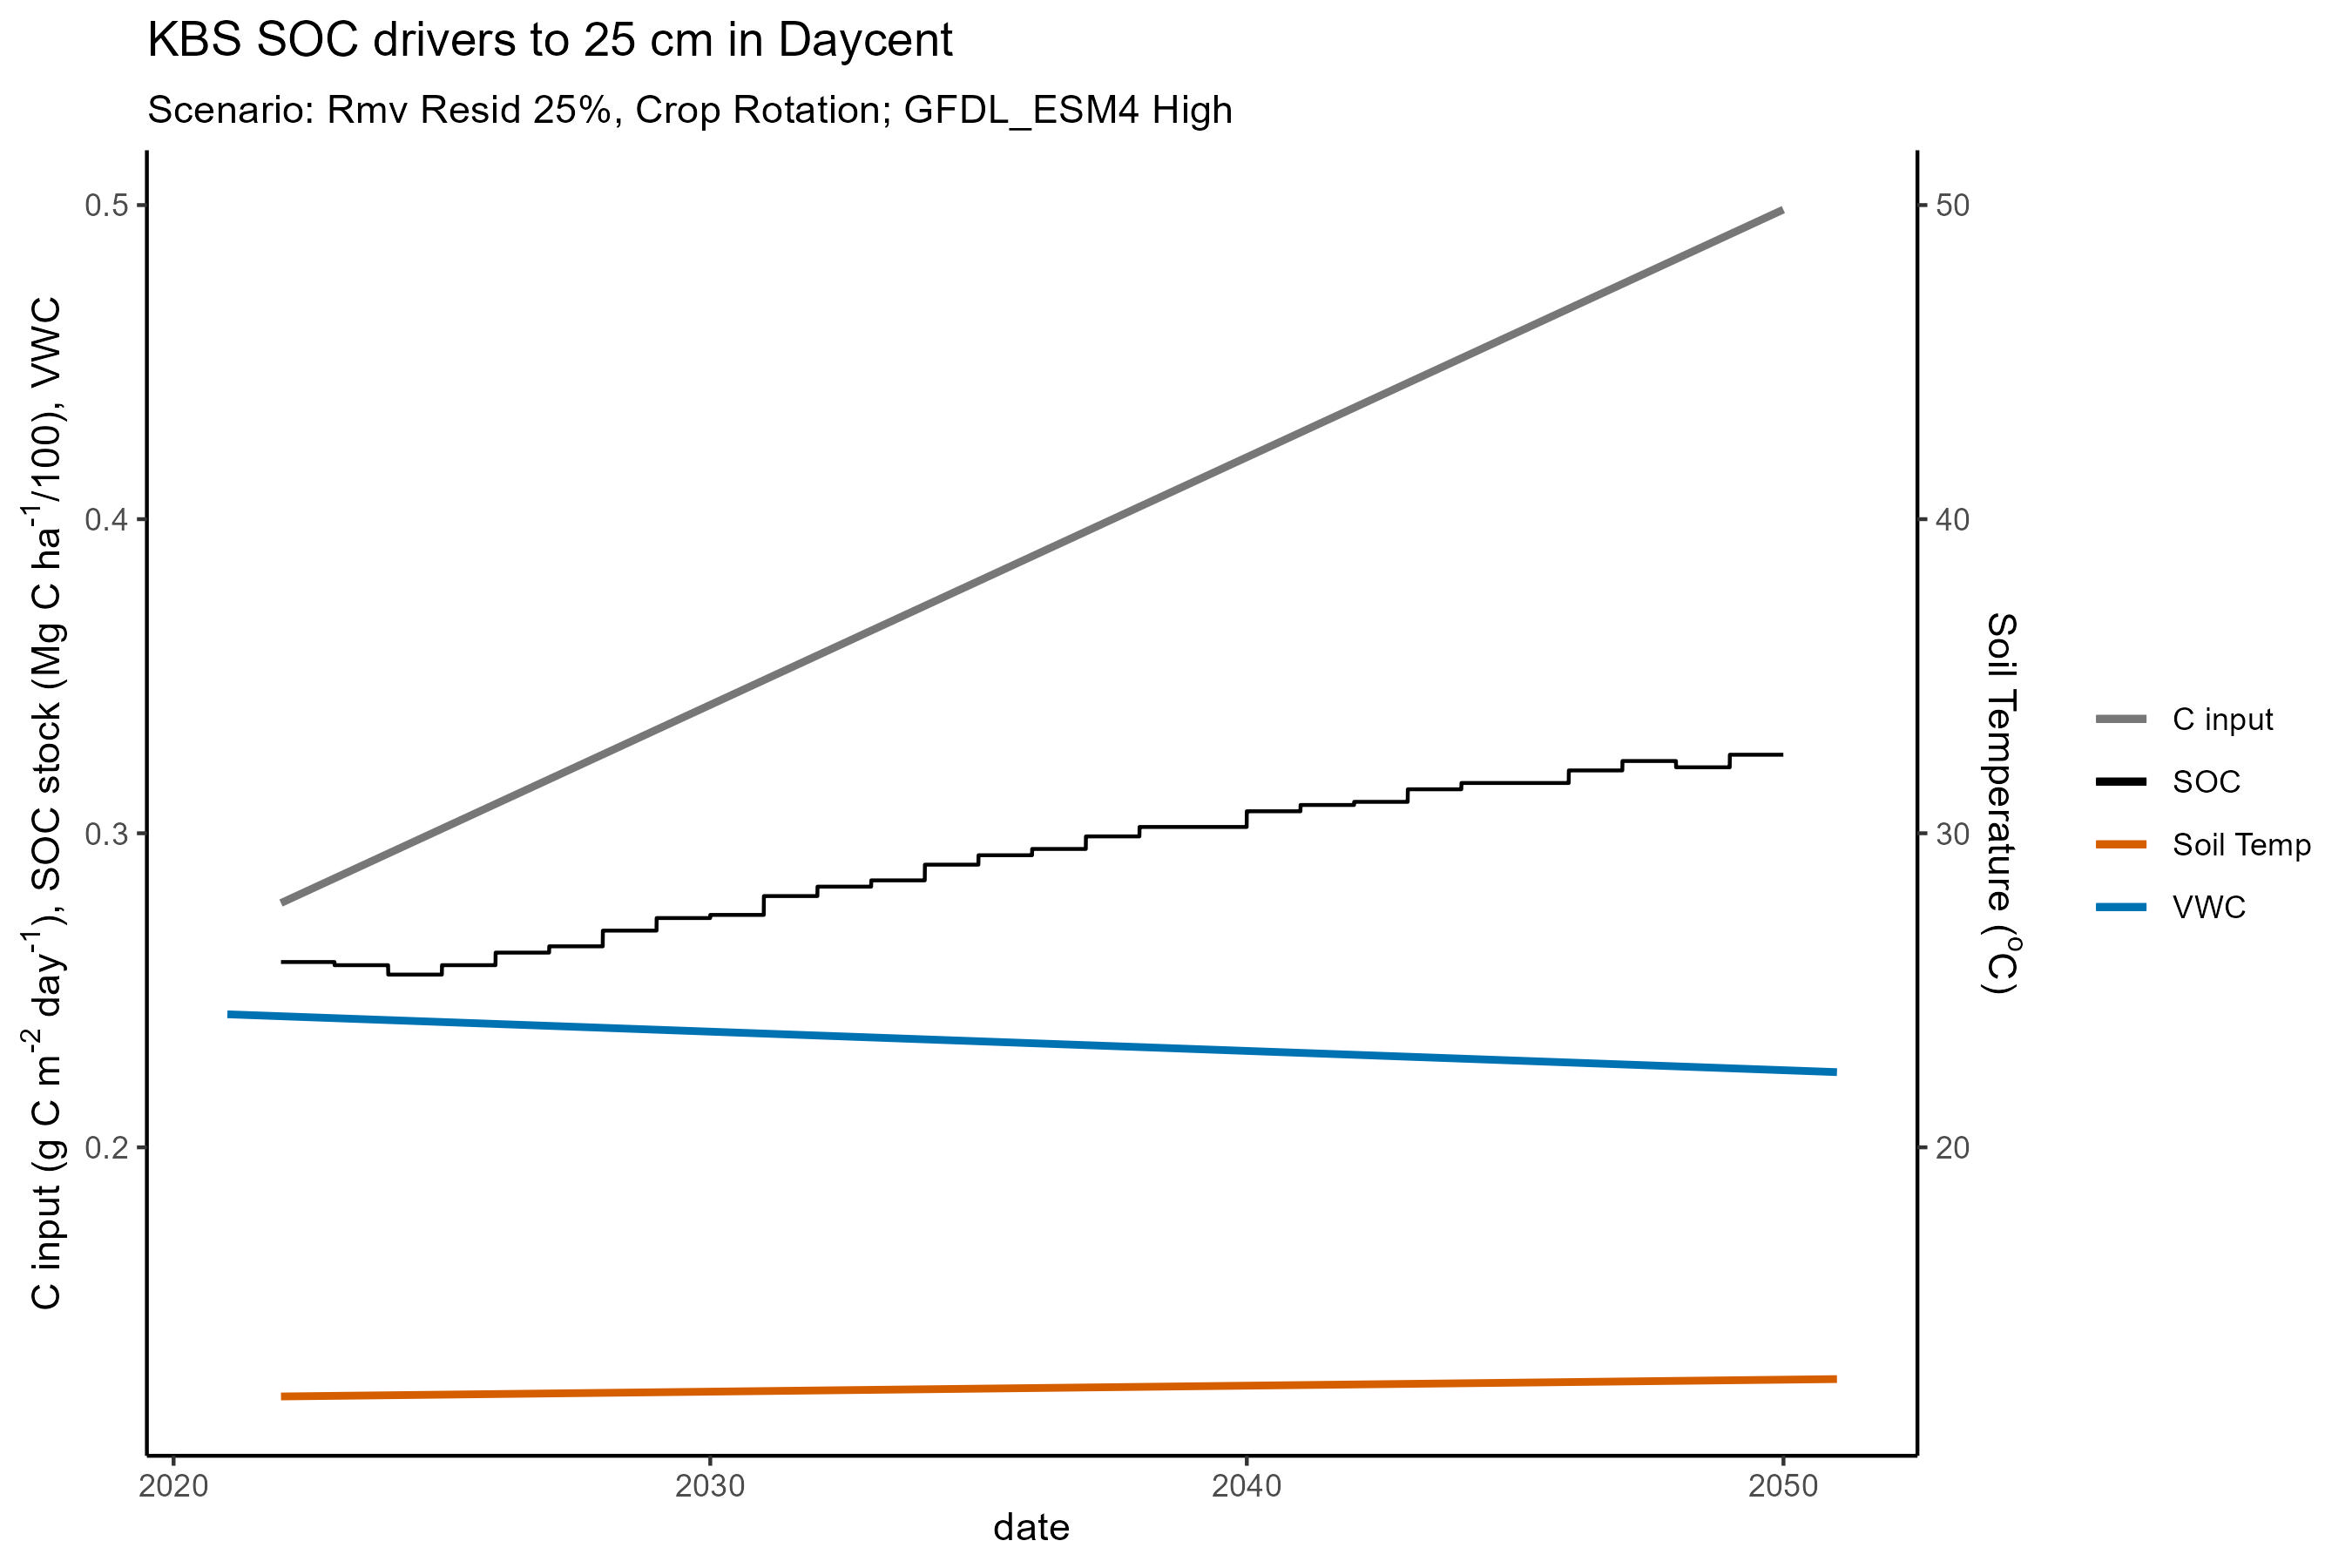 KBS SOC drivers to 25 cm in Daycent
Scenario: Rmv Resid 25%, Crop Rotation; GFDL_ESM4 High
C input (g C m⁻² day⁻¹), SOC stock (Mg C ha⁻¹/100), VWC
0.5
0.4
0.3
0.2
50
40
30
20
Soil Temperature (ºC)
C input
SOC
Soil Temp
VWC
2020
2030
2040
2050
date